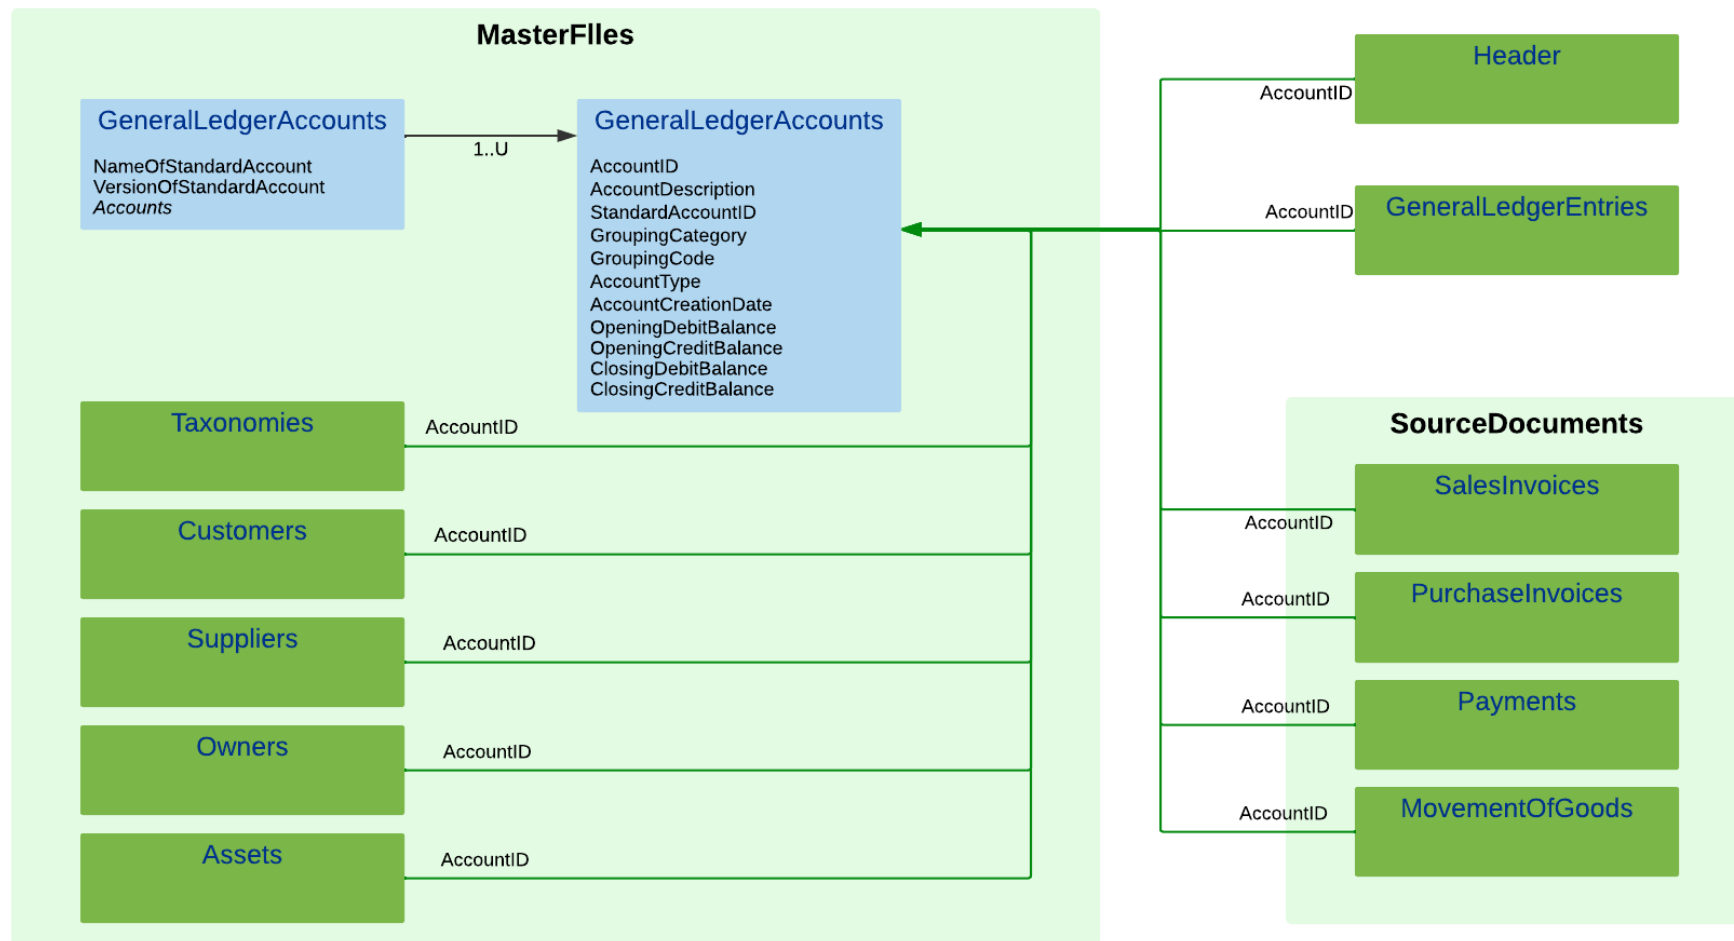 MasterFIles
GeneralLedgerAccounts
NameOfStandardAccount
VersionOfStandardAccount
Accounts
1..U
GeneralLedgerAccounts
AccountID
AccountDescription
StandardAccountID
GroupingCategory
GroupingCode
AccountType
AccountCreationDate
OpeningDebitBalance
OpeningCreditBalance
ClosingDebitBalance
ClosingCreditBalance
Taxonomies
AccountID
Customers
AccountID
Suppliers
AccountID
Owners
AccountID
Assets
AccountID
Header
AccountID
GeneralLedgerEntries
AccountID
SourceDocuments
SalesInvoices
AccountID
PurchaseInvoices
AccountID
Payments
AccountID
MovementOfGoods
AccountID